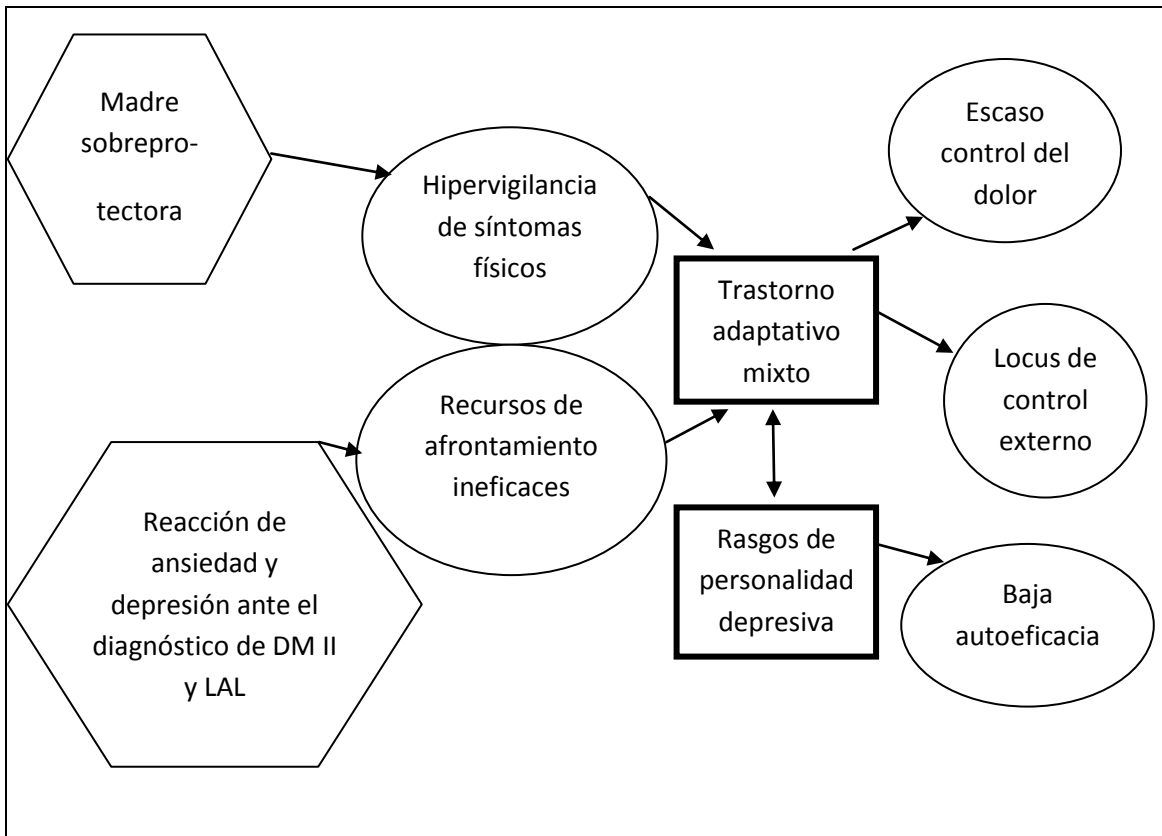 Madre
sobrepro-
tectora
Hipervigilancia
de síntomas
físicos
Escaso
control del
dolor
Trastorno
adaptativo
mixto
Locus de
control
externo
Recursos de
afrontamiento
ineficaces
Reacción de
ansiedad y
depresión ante el
diagnóstico de DM II
y LAL
Rasgos de
personalidad
depresiva
Baja
autoeficacia